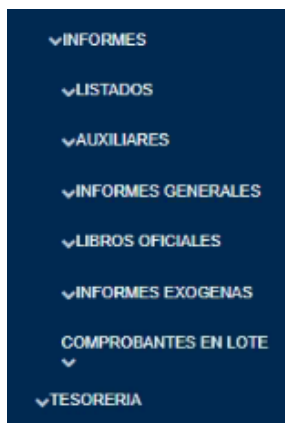 INFORMES
LISTADOS
AUXILIARES
INFORMES GENERALES
LIBROS OFICIALES
INFORMES EXOGENAS
COMPROBANTES EN LOTE
TESORERIA